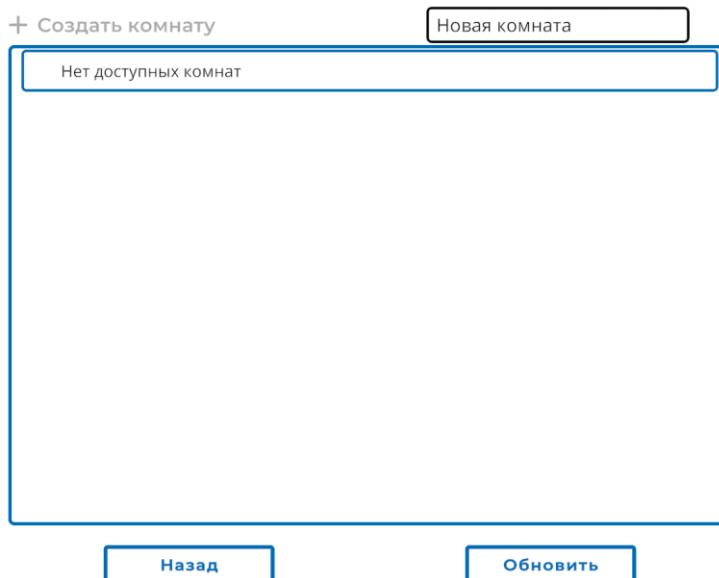 + Создать комнату
Новая комната
Нет доступных комнат
Назад
Обновить